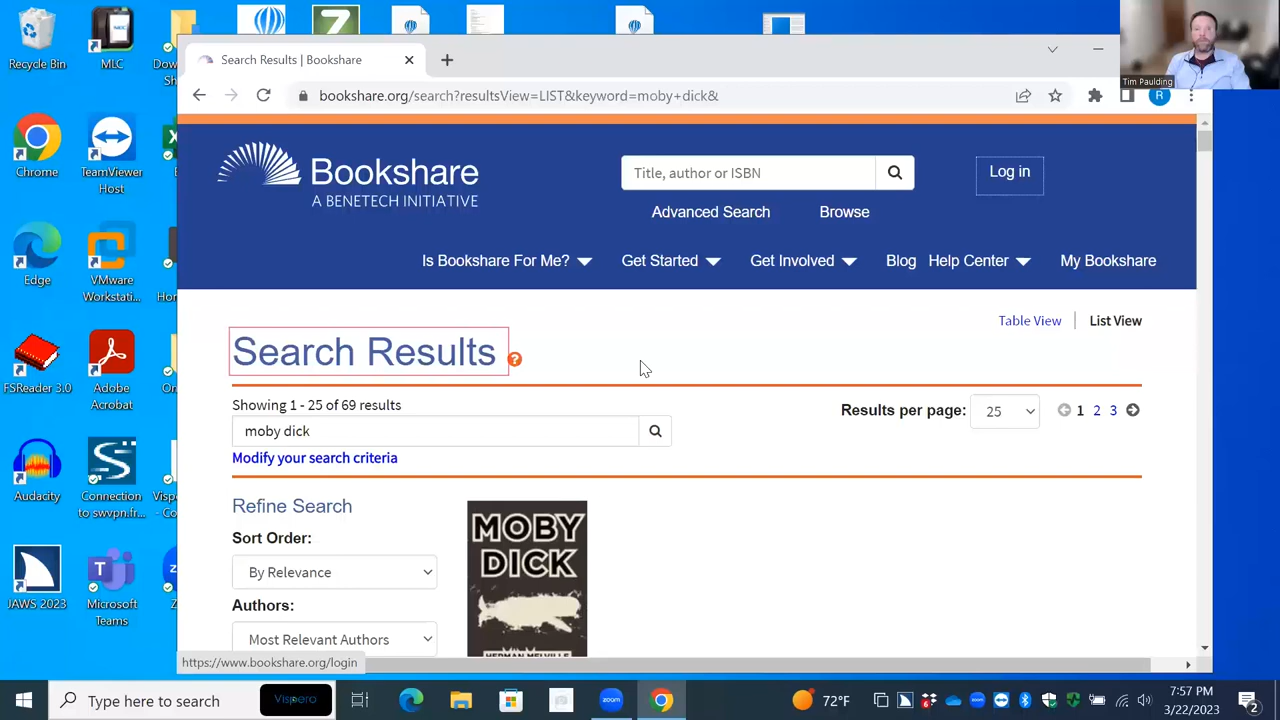 Recycle Bin
MLC
Chrome
TeamViewer
Host
Edge
VMware
Workstati...
FSReader 3.0
Adobe
Acrobat
Audacity
Connection
to swvpn.fr...
JAWS 2023
Microsoft
Teams
Z
Search Results | Bookshare
Tim Paulding
bookshare.org/search?resultsView=LIST&keyword=moby+dick&
R
Bookshare
A BENETECH INITIATIVE
Title, author or ISBN
Log in
Advanced Search
Browse
Is Bookshare For Me?
Get Started
Get Involved
Blog
Help Center
My Bookshare
Table View
List View
Search Results ?
Showing 1 - 25 of 69 results
Results per page: 25 1 2 3
moby dick
Modify your search criteria
Refine Search
Sort Order:
By Relevance
Authors:
Most Relevant Authors
MOBY
DICK
HERMAN MELVILLE
https://www.bookshare.org/login
Type here to search
Vispero
zoom
72°F
7:57 PM
3/22/2023
2